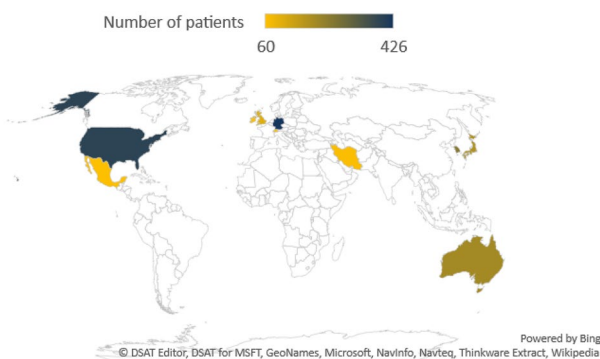 Number of patients
60 426
Powered by Bing
© DSAT Editor, DSAT for MSFT, GeoNames, Microsoft, NavInfo, Navteq, Thinkware Extract, Wikipedia